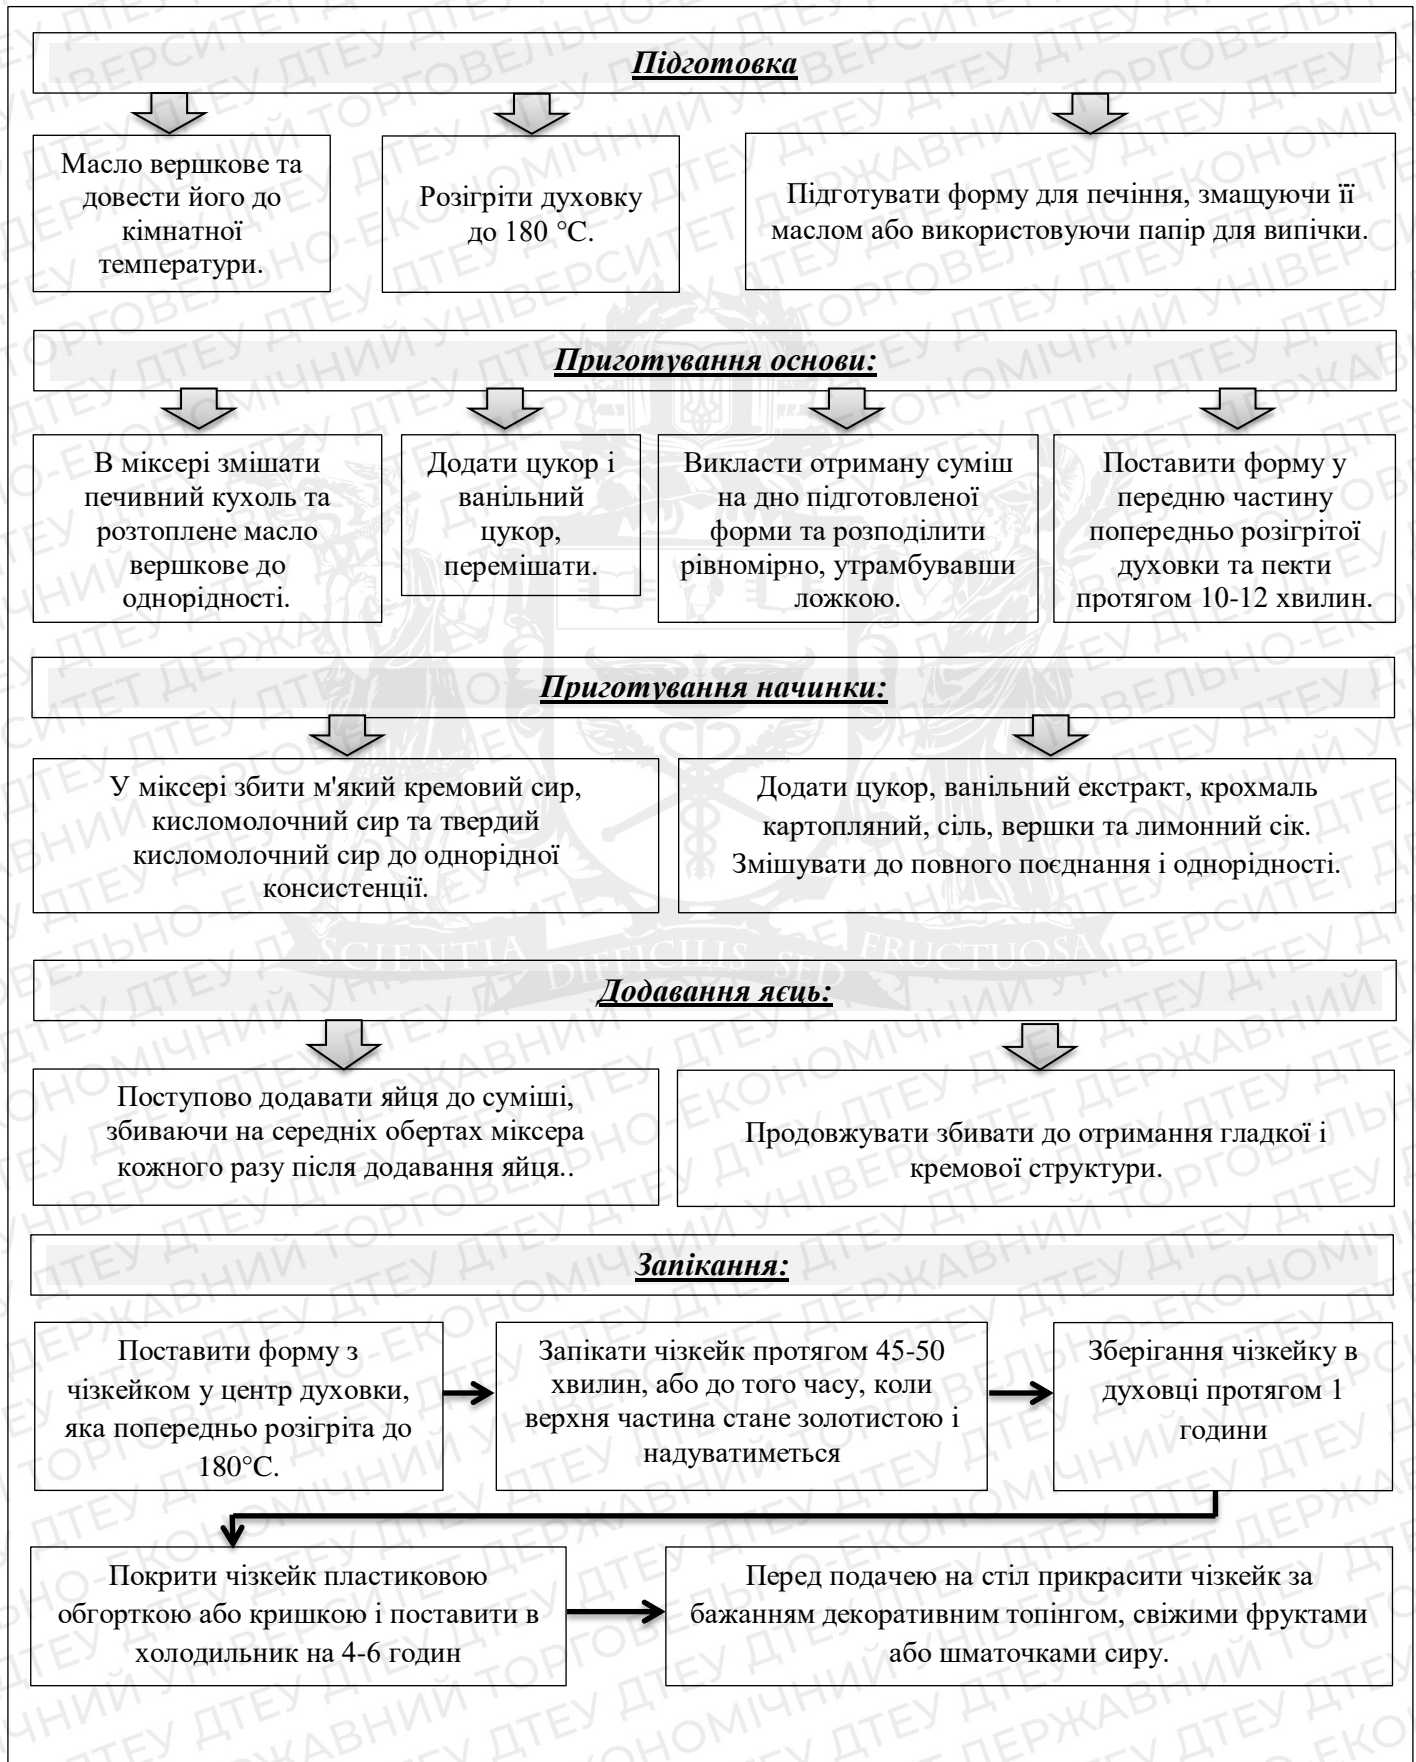 Підготовка
Масло вершкове та
довести його до
кімнатної
температури.
Розігріти духовку
до 180 °C.
Підготувати форму для печіння, змащуючи її
маслом або використовуючи папір для випічки.
Приготування основи:
В міксері змішати
печивний кухоль та
розтоплене масло
вершкове до
однорідності.
Додати цукор і
ванільний
цукор,
перемішати.
Викласти отриману суміш
на дно підготовленої
форми та розподілити
рівномірно, утрамбувавши
ложкою.
Поставити форму у
передню частину
попередньо розігрітої
духовки та пекти
протягом 10-12 хвилин.
Приготування начинки:
У міксері збити м'який кремовий сир,
кисломолочний сир та твердий
кисломолочний сир до однорідної
консистенції.
Додати цукор, ванільний екстракт, крохмаль
картопляний, сіль, вершки та лимонний сік.
Змішувати до повного поєднання і однорідності.
SCIENTIA DIFFICILIS SED FRUCTUOSA
Додавання яєць:
Поступово додавати яйця до суміші,
збиваючи на середніх обертах міксера
кожного разу після додавання яйця..
Продовжувати збивати до отримання гладкої і
кремової структури.
Запікання:
Поставити форму з
чізкейком у центр духовки,
яка попередньо розігріта до
180°C.
Запікати чізкейк протягом 45-50
хвилин, або до того часу, коли
верхня частина стане золотистою і
надуватиметься
Зберігання чізкейку в
духовці протягом 1
години
Покрити чізкейк пластиковою
обгорткою або кришкою і поставити в
холодильник на 4-6 годин
Перед подачею на стіл прикрасити чізкейк за
бажанням декоративним топінгом, свіжими фруктами
або шматочками сиру.